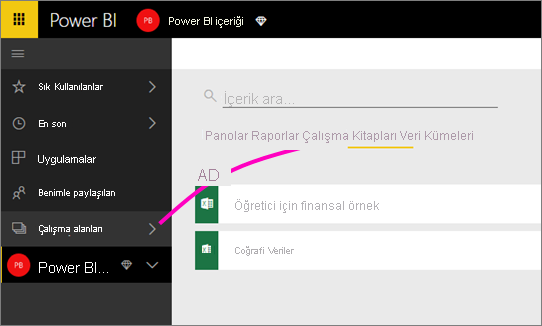 Power BI PB Power BI içeriği
Sık Kullanılanlar
En son
Uygulamalar
Benimle paylaşılan
Çalışma alanları
PB Power BI...
İçerik ara...
Panolar Raporlar Çalışma Kitapları Veri Kümeleri
AD
Öğretici için finansal örnek
Coğrafi Veriler